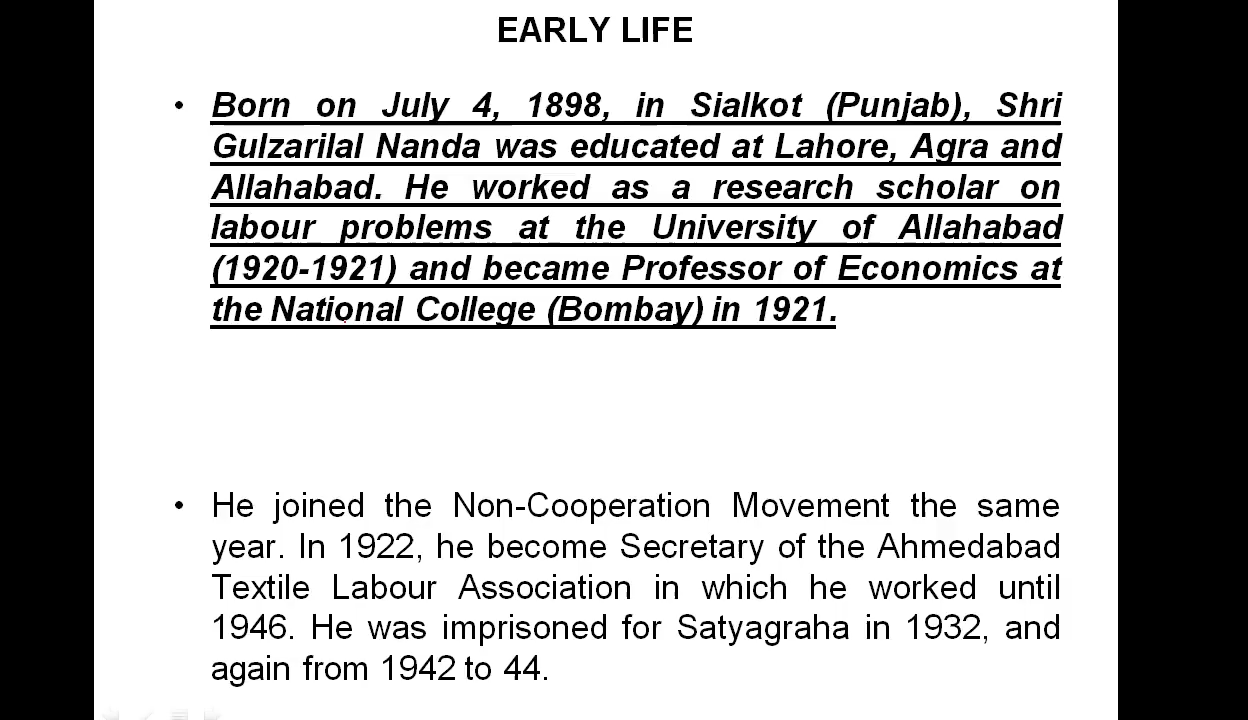 EARLY LIFE
• Born on July 4, 1898, in Sialkot (Punjab), Shri
Gulzarilal Nanda was educated at Lahore, Agra and
Allahabad. He worked as a research scholar on
labour problems at the University of Allahabad
(1920-1921) and became Professor of Economics at
the National College (Bombay) in 1921.
• He joined the Non-Cooperation Movement the same
year. In 1922, he become Secretary of the Ahmedabad
Textile Labour Association in which he worked until
1946. He was imprisoned for Satyagraha in 1932, and
again from 1942 to 44.